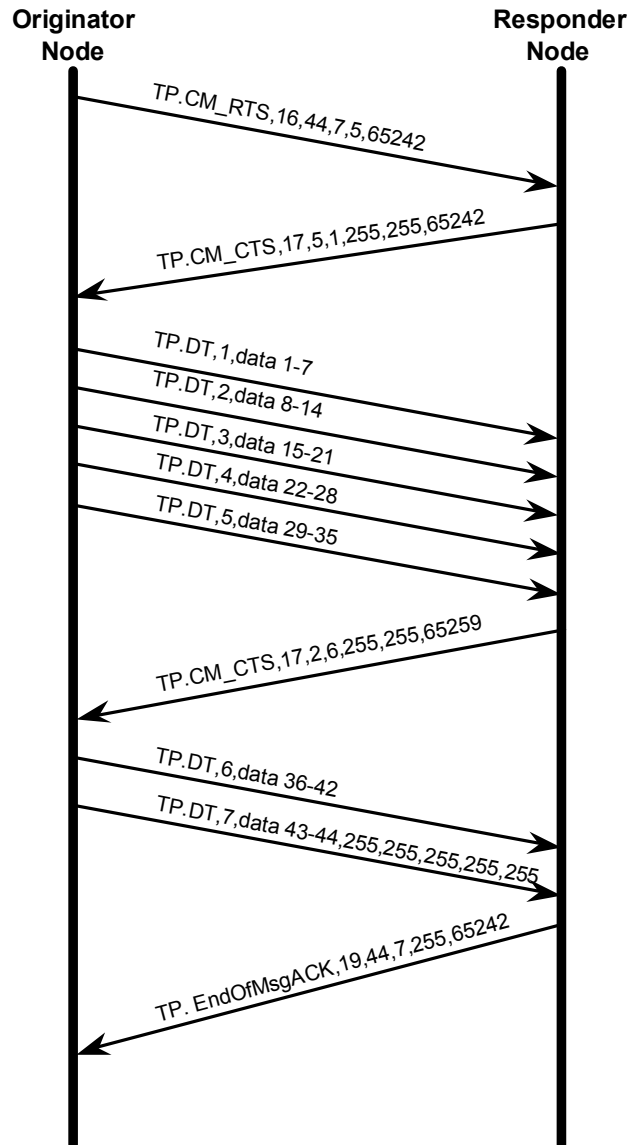 Originator
Node
Responder
Node
TP.CM_RTS,16,44,7,5,65242
TP.CM_CTS,17,5,1,255,255,65242
TP.DT,1,data 1-7
TP.DT,2,data 8-14
TP.DT,3,data 15-21
TP.DT,4,data 22-28
TP.DT,5,data 29-35
TP.CM_CTS,17,2,6,255,255,65259
TP.DT,6,data 36-42
TP.DT,7,data 43-44,255,255,255,255,255
TP. EndOfMsgACK,19,44,7,255,65242